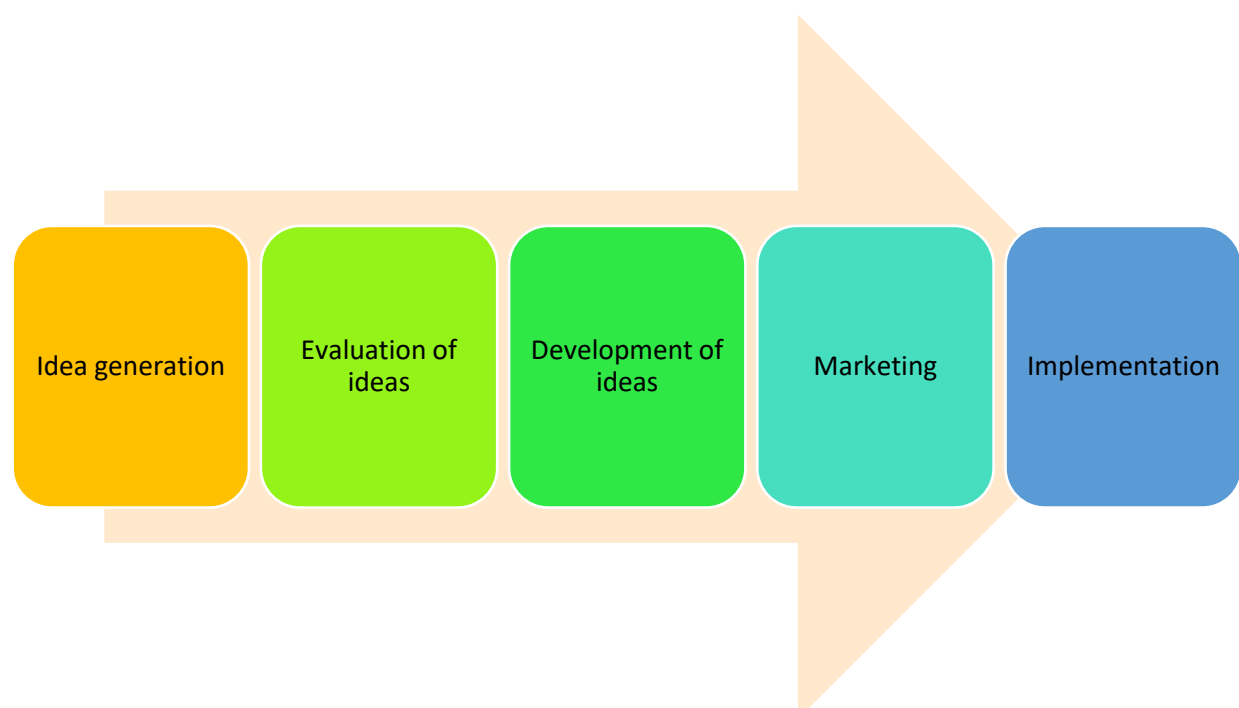 Idea generation
Evaluation of
ideas
Development of
ideas
Marketing
Implementation